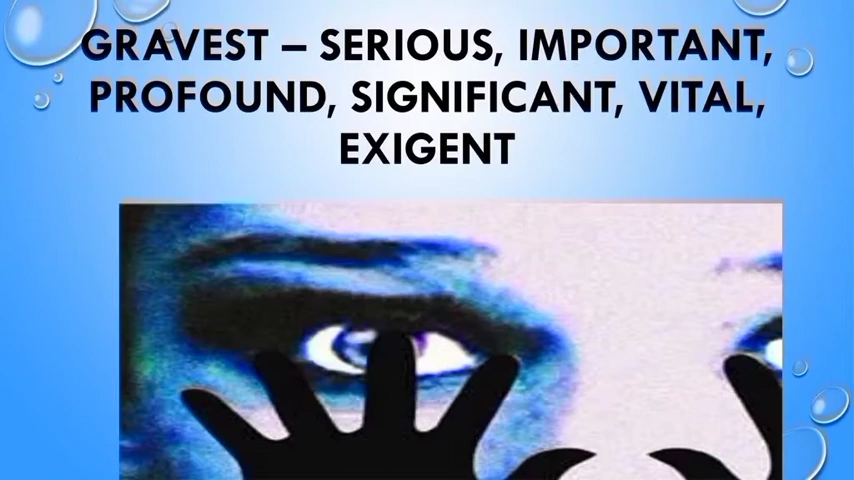 GRAVEST – SERIOUS, IMPORTANT,
PROFOUND, SIGNIFICANT, VITAL,
EXIGENT